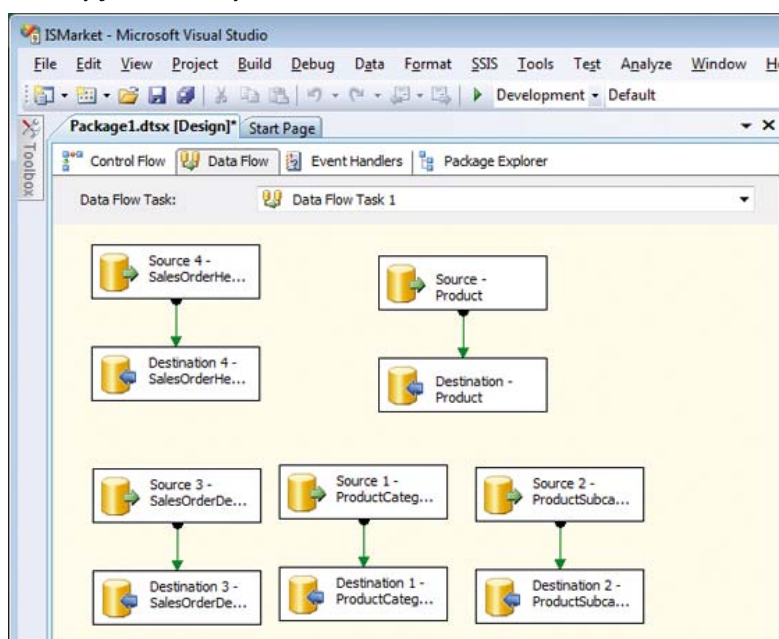 ISMarket - Microsoft Visual Studio
File Edit View Project Build Debug Data Format SSIS Tools Test Analyze Window
Development Default
Package1.dtsx [Design]* Start Page
Toolbox
Control Flow Data Flow Event Handlers Package Explorer
Data Flow Task: Data Flow Task 1
Source 4 -
SalesOrderHe...
Source -
Product
Destination 4 -
SalesOrderHe...
Destination -
Product
Source 3 -
SalesOrderDe...
Source 1 -
ProductCateg...
Source 2 -
ProductSubca...
Destination 3 -
SalesOrderDe...
Destination 1 -
ProductCateg...
Destination 2 -
ProductSubca...